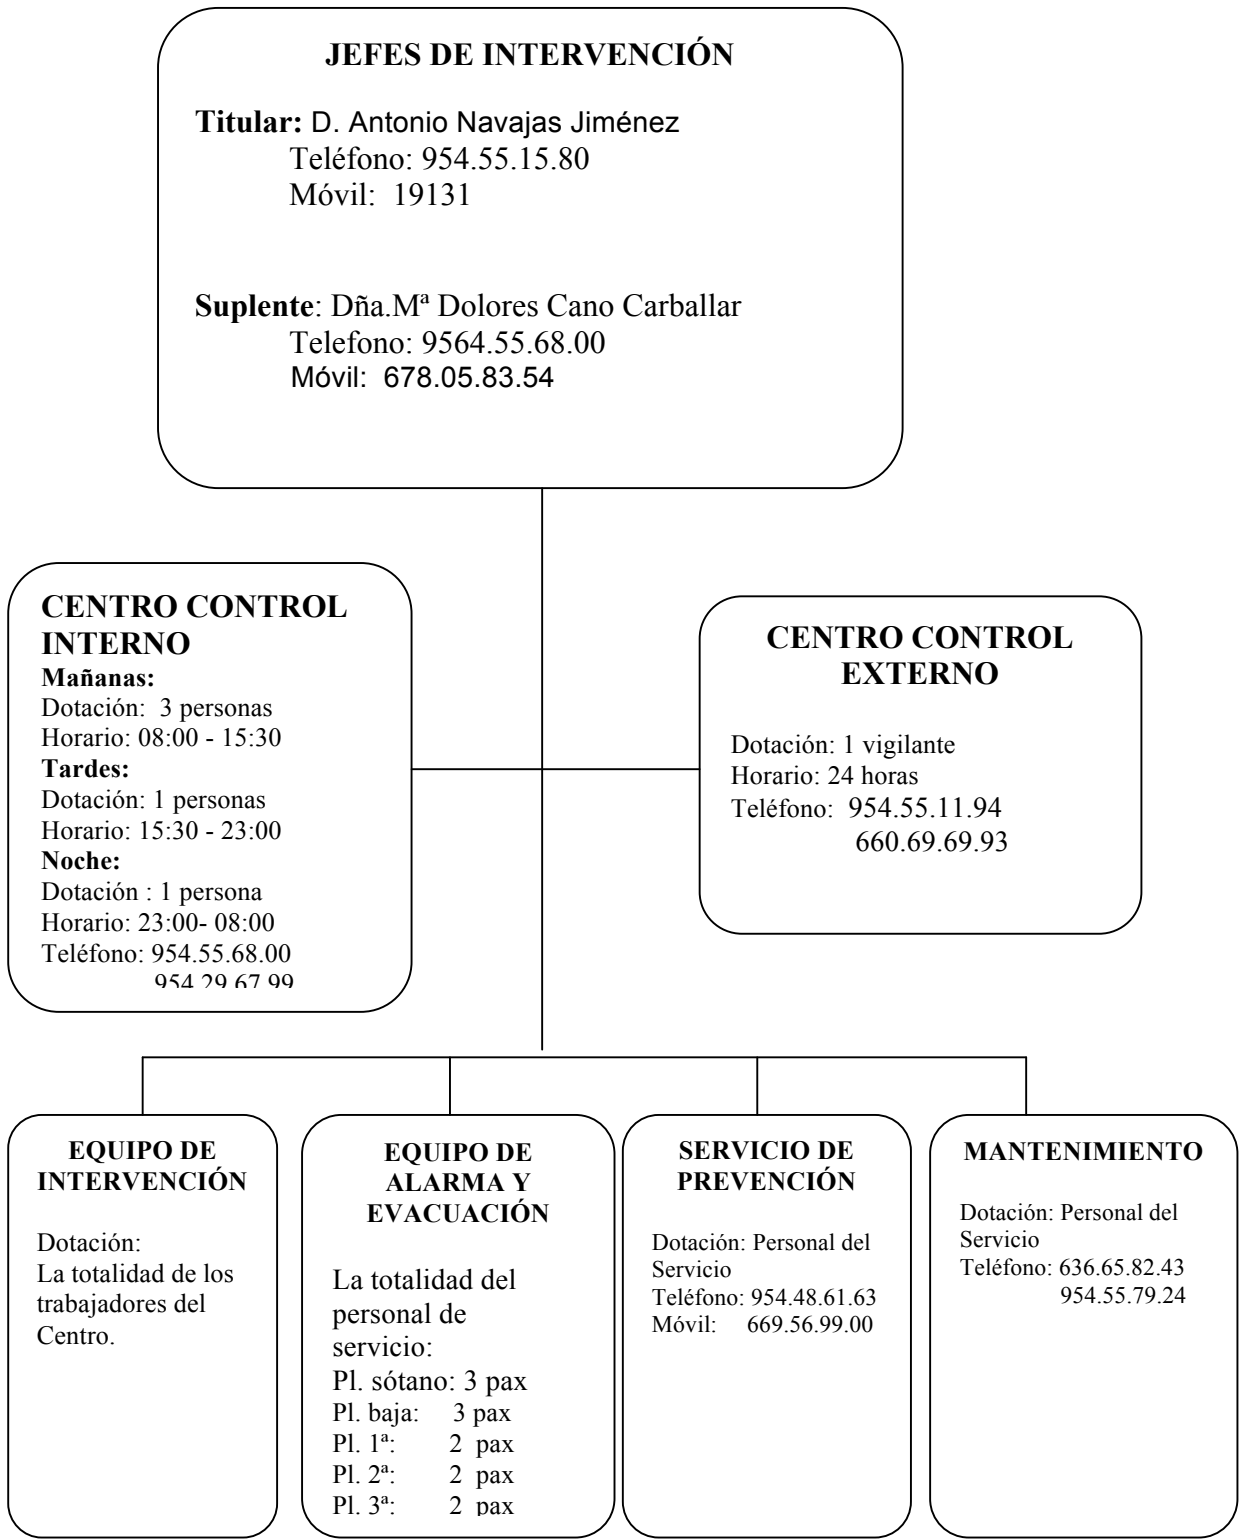 JEFES DE INTERVENCIÓN
Titular: D. Antonio Navajas Jiménez
Teléfono: 954.55.15.80
Móvil: 19131
Suplente: Dña.Mª Dolores Cano Carballar
Telefono: 9564.55.68.00
Móvil: 678.05.83.54
CENTRO CONTROL
INTERNO
Mañanas:
Dotación: 3 personas
Horario: 08:00 - 15:30
Tardes:
Dotación: 1 personas
Horario: 15:30 - 23:00
Noche:
Dotación : 1 persona
Horario: 23:00- 08:00
Teléfono: 954.55.68.00
954.29.67.99
CENTRO CONTROL
EXTERNO
Dotación: 1 vigilante
Horario: 24 horas
Teléfono: 954.55.11.94
660.69.69.93
EQUIPO DE
INTERVENCIÓN
Dotación:
La totalidad de los
trabajadores del
Centro.
EQUIPO DE
ALARMA Y
EVACUACIÓN
La totalidad del
personal de
servicio:
Pl. sótano: 3 pax
Pl. baja: 3 pax
Pl. 1ª: 2 pax
Pl. 2ª: 2 pax
Pl. 3ª: 2 pax
SERVICIO DE
PREVENCIÓN
Dotación: Personal del
Servicio
Teléfono: 954.48.61.63
Móvil: 669.56.99.00
MANTENIMIENTO
Dotación: Personal del
Servicio
Teléfono: 636.65.82.43
954.55.79.24